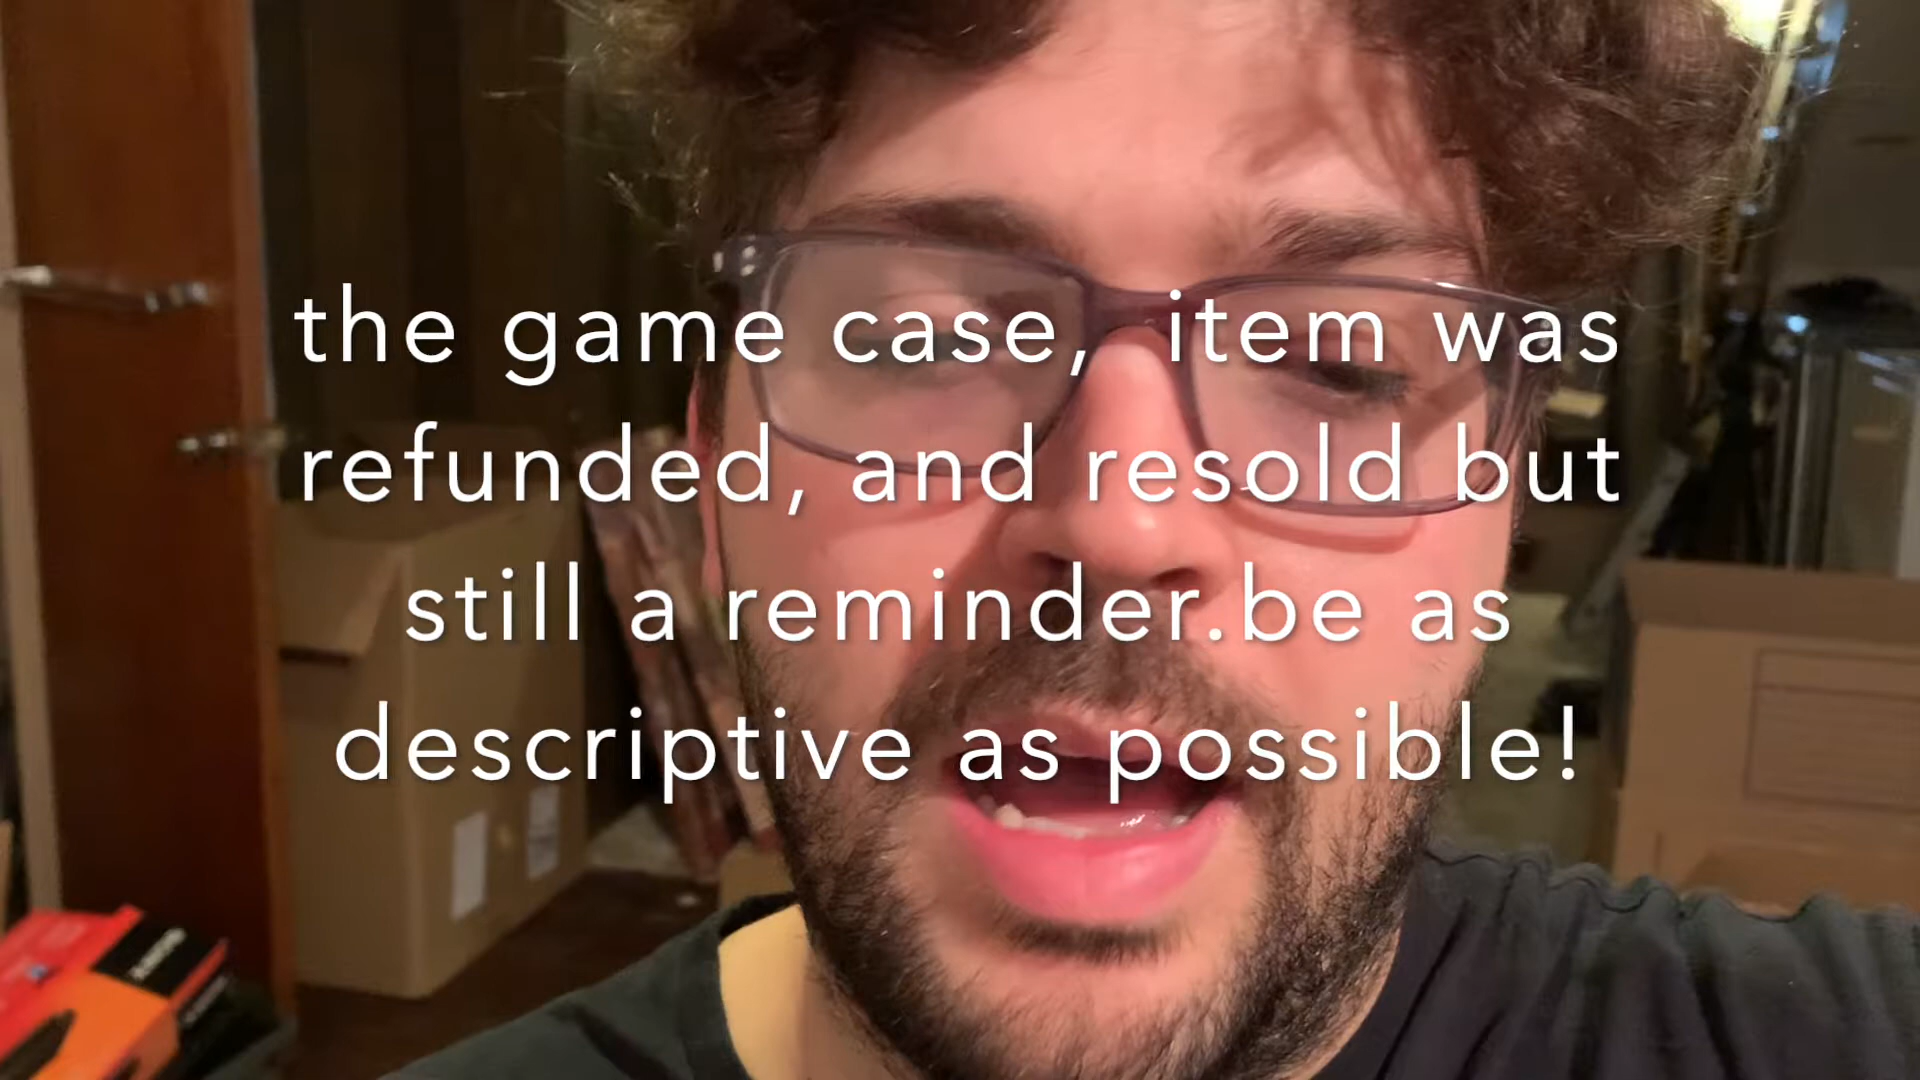 the game case, item was
refunded, and resold but
still a reminder.be as
descriptive as possible!